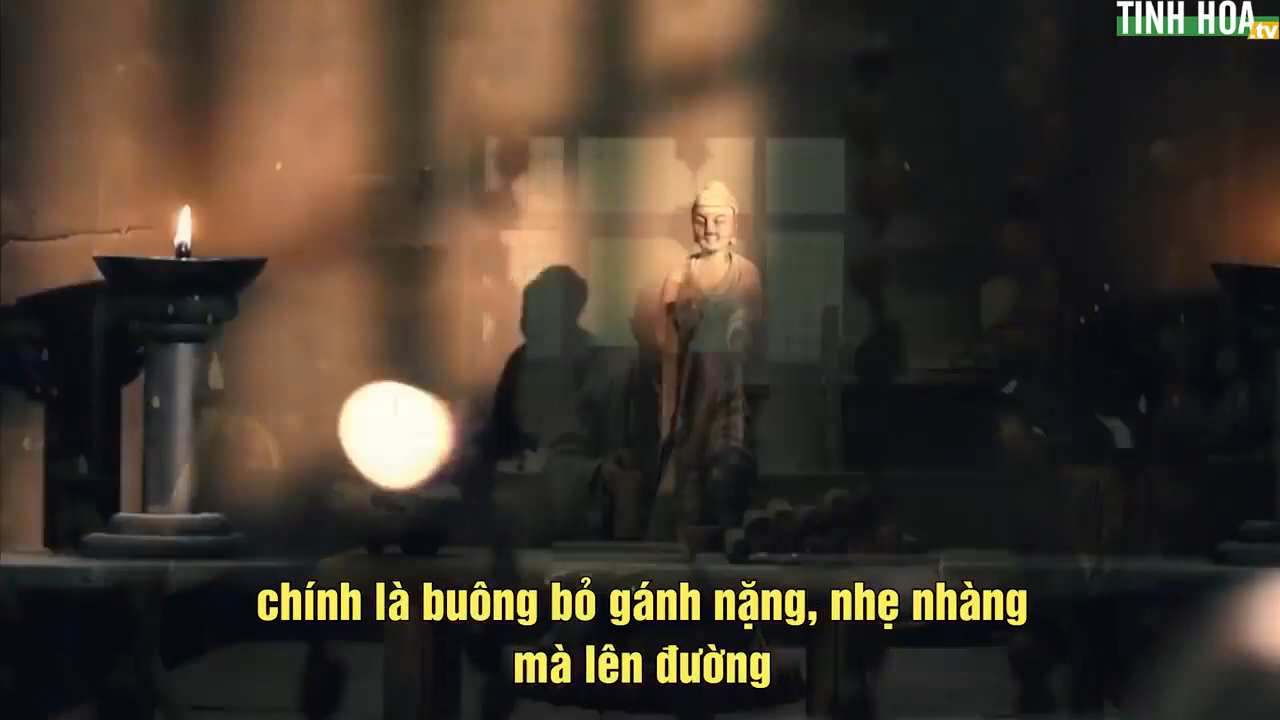 TINH HOA
.tv
chính là buông bỏ gánh nặng, nhẹ nhàng
mà lên đường